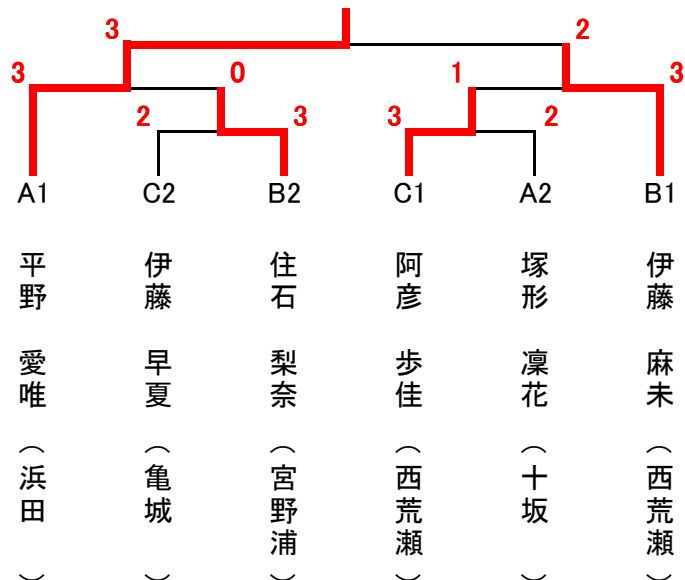 3 2
3 0 1 3
2 3 3 2
A1 C2 B2 C1 A2 B1
平野 愛唯（浜田）
伊藤 早夏（亀城）
住石 梨奈（宮野浦）
阿彦 歩佳（西荒瀬）
塚形 凜花（十坂）
伊藤 麻未（西荒瀬）